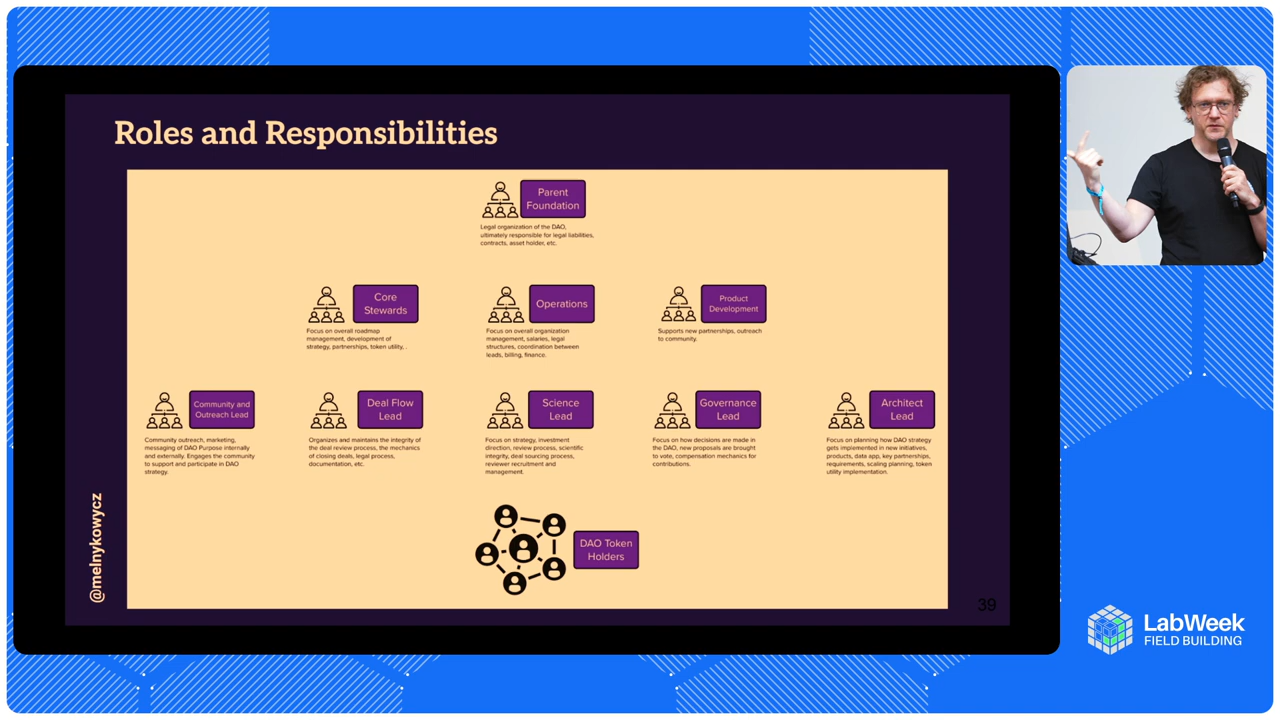 Roles and Responsibilities
Parent
Foundation
Legal organization of the DAO,
ultimately responsible for legal liabilities,
contracts, asset holder, etc.
Core
Stewards
Focus on overall roadmap
management, development of
strategy, partnerships, token utility, .
Operations
Focus on overall organization
management, salaries, legal
structures, coordination between
leads, billing, finance.
Product
Development
Supports new partnerships, outreach
to community.
Community and
Outreach Lead
Community outreach, marketing,
messaging of DAO Purpose internally
and externally. Engages the community
to support and participate in DAO
strategy.
Deal Flow
Lead
Organizes and maintains the integrity of
the deal review process, the mechanics
of closing deals, legal process,
documentation, etc.
Science
Lead
Focus on strategy, investment
direction, review process, scientific
integrity, deal sourcing process,
reviewer recruitment and
management.
Governance
Lead
Focus on how decisions are made in
the DAO, new proposals are brought
to vote, compensation mechanics for
contributions.
Architect
Lead
Focus on planning how DAO strategy
gets implemented in new initiatives,
products, data app, key partnerships,
requirements, scaling planning, token
utility implementation.
DAO Token
Holders
@melnykowycz
39
LabWeek
FIELD BUILDING